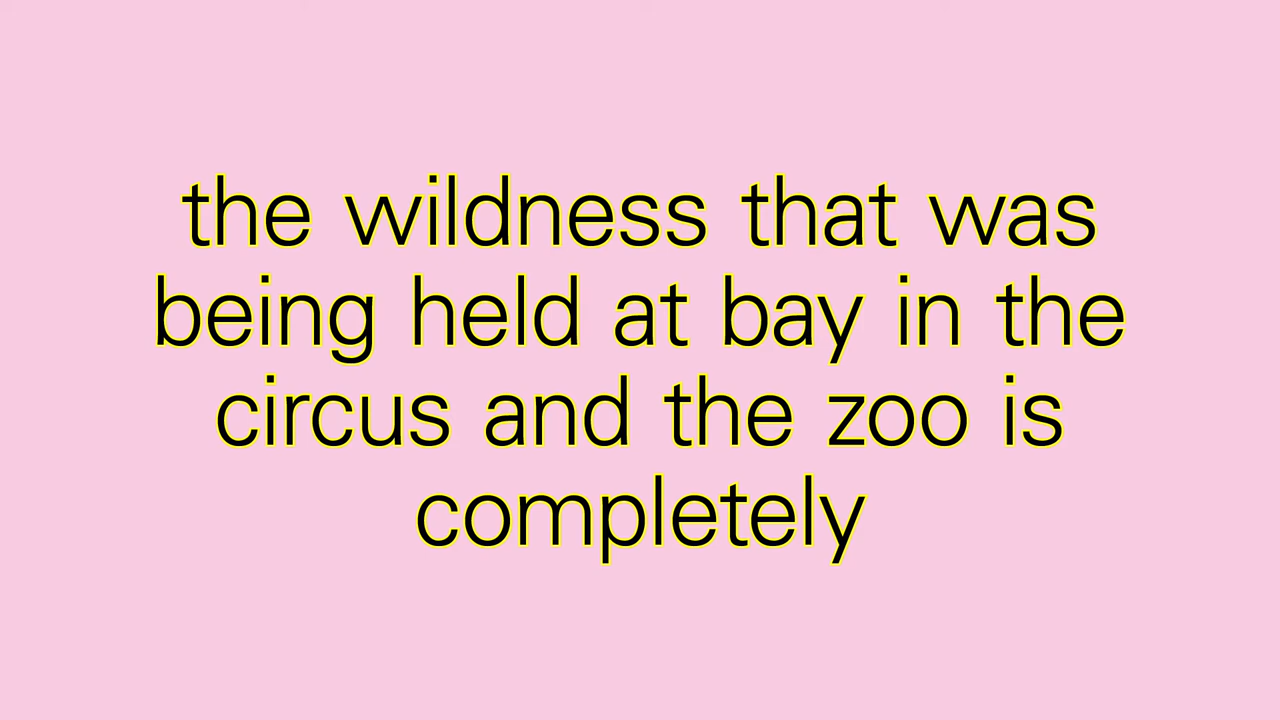 the wildness that was
being held at bay in the
circus and the zoo is
completely